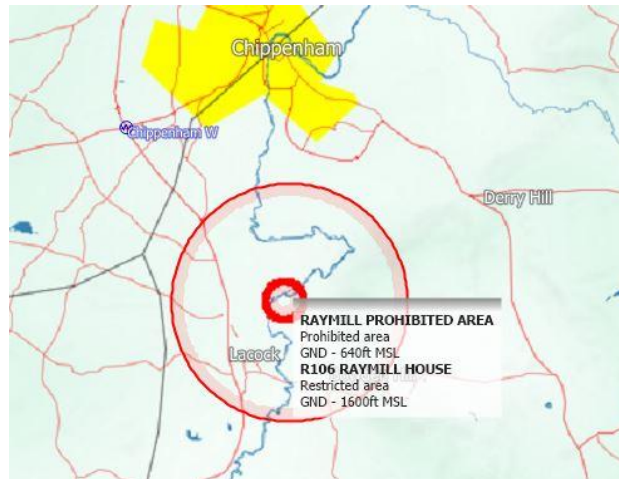 Chippenham
Chippenham W
Derry Hill
RAYMILL PROHIBITED AREA
Prohibited area
GND - 640ft MSL
R106 RAYMILL HOUSE
Lacock
Restricted area
GND - 1600ft MSL